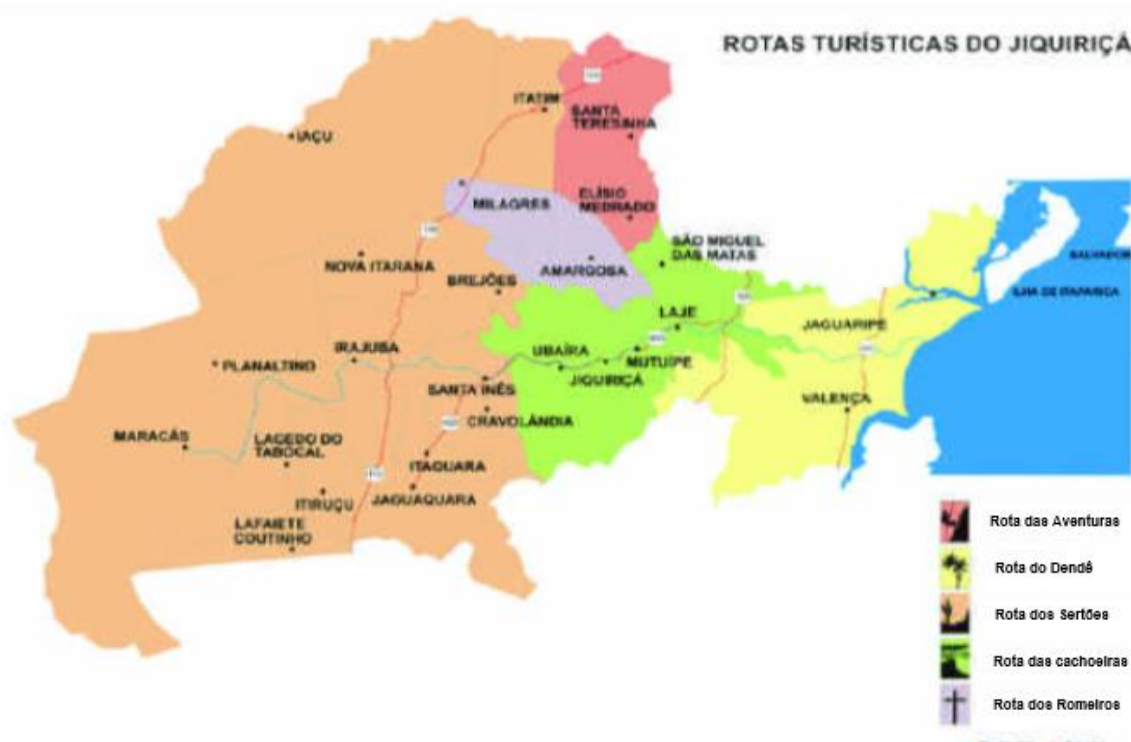 ROTAS TURÍSTICAS DO JIQUIRIÇÁ
ITATIM
SANTA
TERESINHA
IAÇU
MILAGRES
ELÍSIO
MEDRADO
SÃO MIGUEL
DAS MATAS
NOVA ITARANA
AMARGOSA
BREJÕES
SALVADOR
ILHA DE ITAPARICA
LAJE
JAGUARIPE
IRAJUBA
UBAÍRA
MUTUIPE
PLANALTINO
JIQUIRIÇÁ
SANTA INÊS
VALENÇA
CRAVOLÂNDIA
MARACÁS
LAGEDO DO
TABOCAL
ITAQUARA
ITIRUÇU
JAGUAQUARA
LAFAIETE
COUTINHO
Rota das Aventuras
Rota do Dendê
Rota dos Sertões
Rota das cachoeiras
Rota dos Romeiros